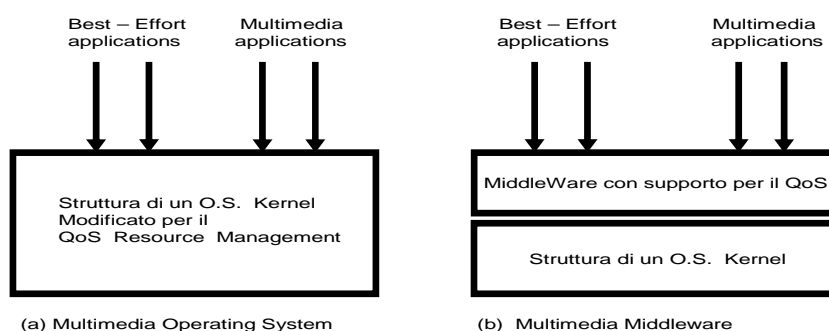 Best – Effort applications
Multimedia applications
Struttura di un O.S. Kernel
Modificato per il
QoS Resource Management
(a) Multimedia Operating System
Best – Effort applications
Multimedia applications
MiddleWare con supporto per il QoS
Struttura di un O.S. Kernel
(b) Multimedia Middleware